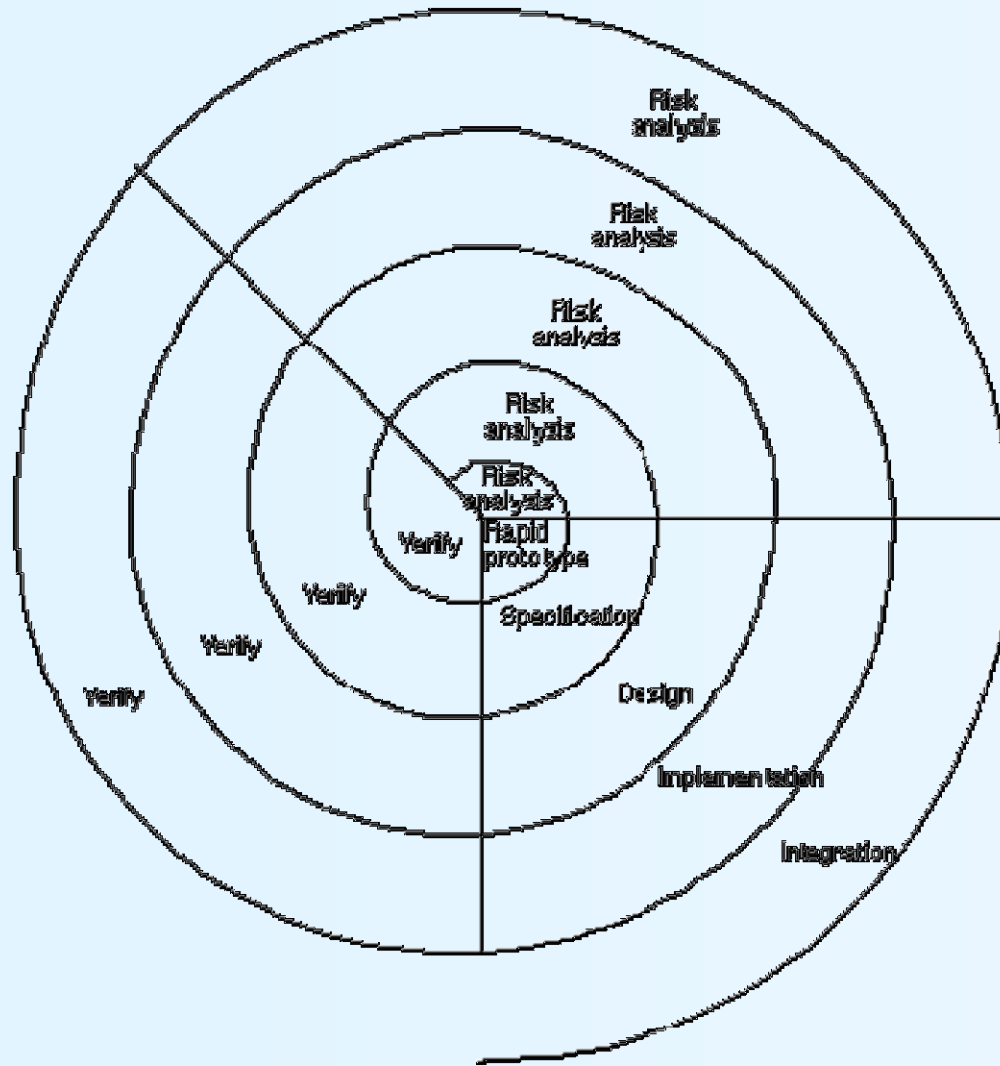 Risk
analysis
Risk
analysis
Risk
analysis
Risk
analysis
Risk
analysis
Rapid
prototype
Verify
Specification
Verify
Verify
Design
Verify
Implementation
Integration